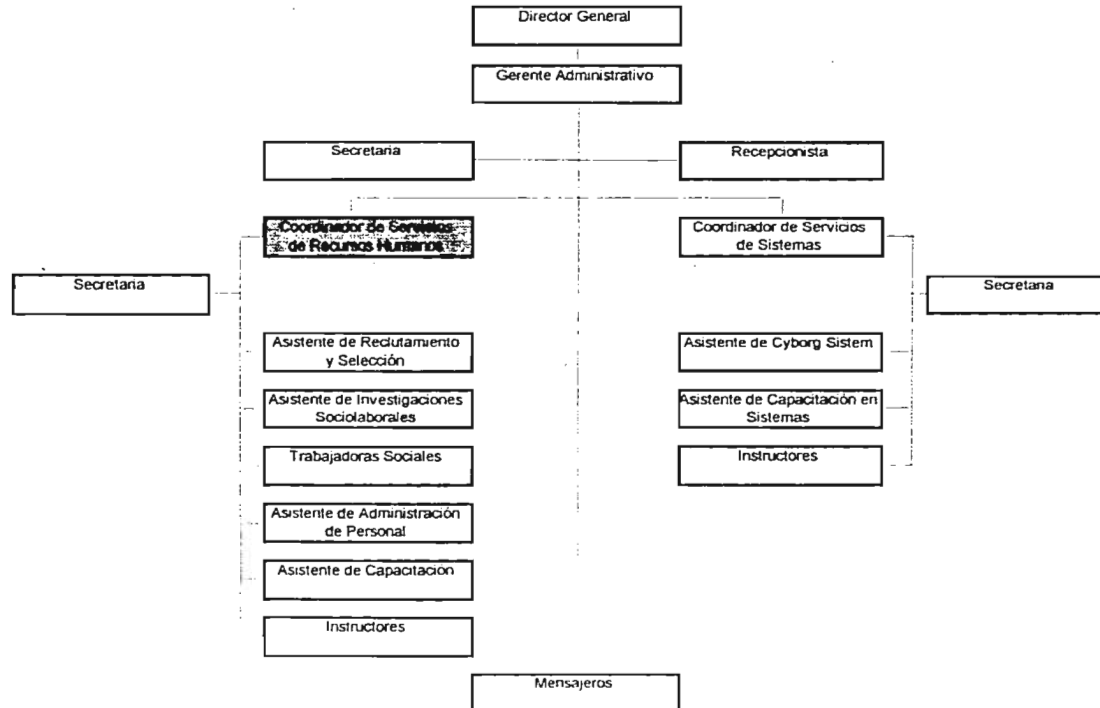 Director General
Gerente Administrativo
Secretaria
Recepcionista
Coordinador de Servicios
de Recursos Humanos
Coordinador de Servicios
de Sistemas
Secretaria
Secretaria
Asistente de Reclutamiento
y Selección
Asistente de Cyborg Sistem
Asistente de Investigaciones
Sociolaborales
Asistente de Capacitación en
Sistemas
Trabajadoras Sociales
Instructores
Asistente de Administración
de Personal
Asistente de Capacitación
Instructores
Mensajeros